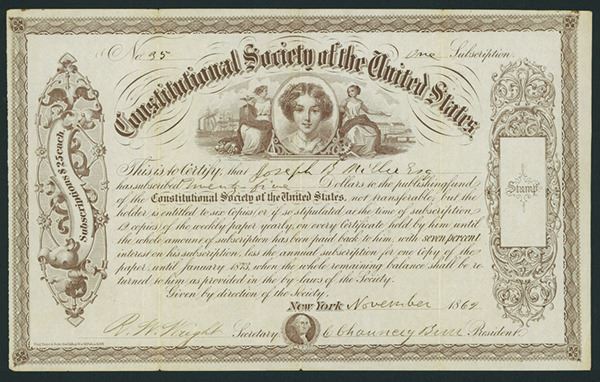 No. 35
One Subscription
Constitutional Society of the United States,
Subscriptions $25 each.
Stamp
This is to Certify, that Joseph B. McGee Esq
has subscribed Twenty five Dollars to the publishing fund
of the Constitutional Society of the United States, not transferable, but the
holder is entitled to six Copies, or if so stipulated at the time of subscription
12 copies, of the weekly paper yearly, on every Certificate held by him until
the whole amount of subscription has been paid back to him, with seven percent
interest on his subscription, less the annual subscription for one Copy of the
paper, until January 1873, when the whole remaining balance shall be re-
turned to him, as provided in the by-laws of the Society.
Given by direction of the Society.
New York November 1862
R. W. Wright Secretary C Chauncey Burr President